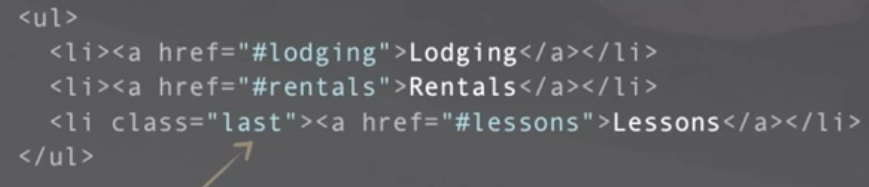 <ul>
<li><a href="#lodging">Lodging</a></li>
<li><a href="#rentals">Rentals</a></li>
<li class="last"><a href="#lessons">Lessons</a></li>
</ul>